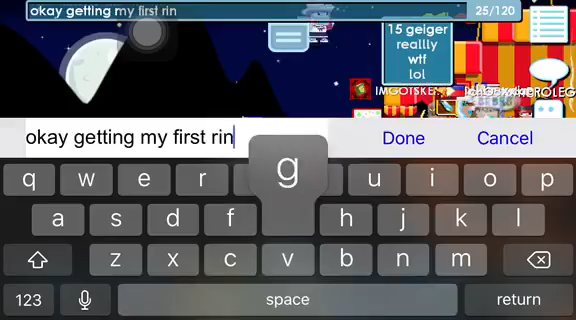 okay getting my first rin
25/120
15 geiger
reallly
wtf
lol
okay getting my first rin
Done
Cancel
q w e r g u i o p
a s d f h j k l
z x c v b n m
123
space
return